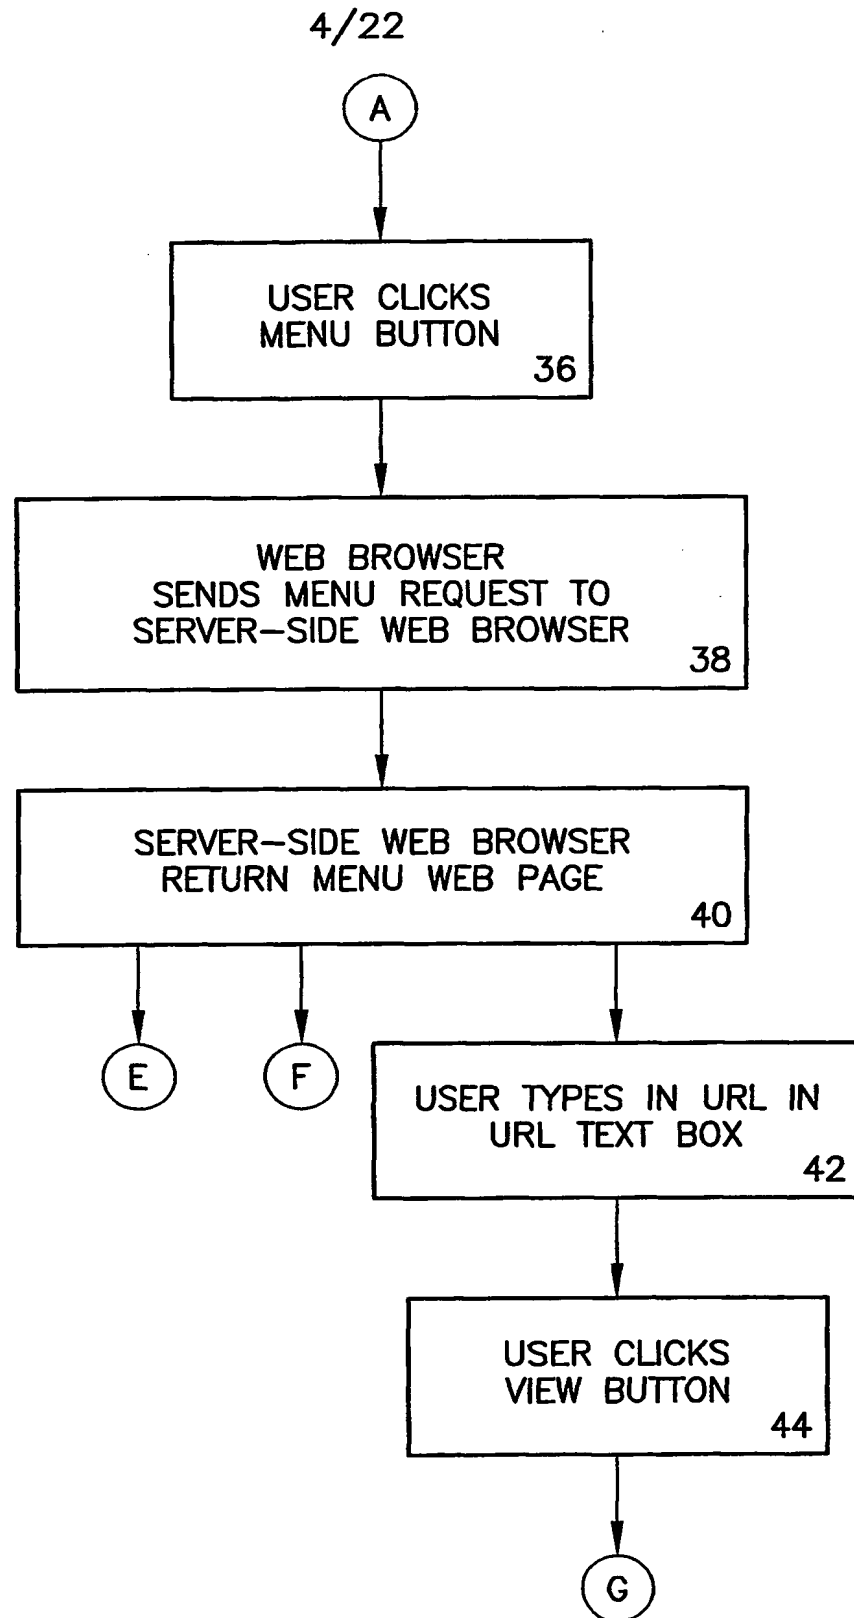 4/22
A
USER CLICKS
MENU BUTTON
36
WEB BROWSER
SENDS MENU REQUEST TO
SERVER-SIDE WEB BROWSER
38
SERVER-SIDE WEB BROWSER
RETURN MENU WEB PAGE
40
E
F
USER TYPES IN URL IN
URL TEXT BOX
42
USER CLICKS
VIEW BUTTON
44
G